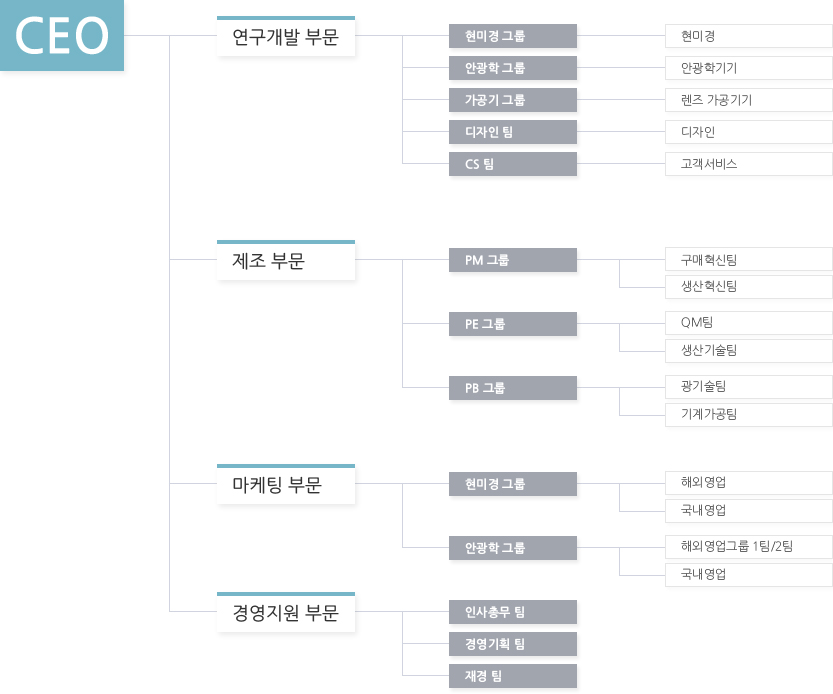 CEO
연구개발 부문
현미경 그룹
현미경
안광학 그룹
안광학기기
가공기 그룹
렌즈 가공기기
디자인 팀
디자인
CS 팀
고객서비스
제조 부문
PM 그룹
구매혁신팀
생산혁신팀
PE 그룹
QM팀
생산기술팀
PB 그룹
광기술팀
기계가공팀
마케팅 부문
현미경 그룹
해외영업
국내영업
안광학 그룹
해외영업그룹 1팀/2팀
국내영업
경영지원 부문
인사총무 팀
경영기획 팀
재경 팀